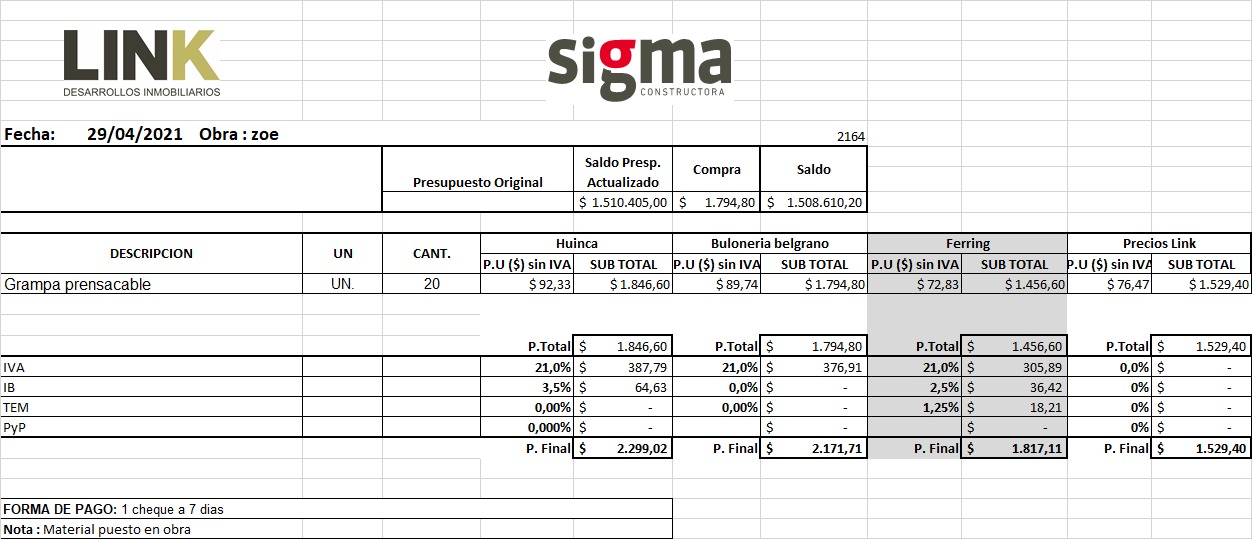 LINK
DESARROLLOS INMOBILIARIOS
sigma
CONSTRUCTORA
Fecha: 29/04/2021 Obra : zoe 2164
Presupuesto Original Saldo Presp. Actualizado Compra Saldo
$ 1.510.405,00 $ 1.794,80 $ 1.508.610,20
DESCRIPCION UN CANT. Huinca Buloneria belgrano Ferring Precios Link
P.U ($) sin IVA SUB TOTAL P.U ($) sin IVA SUB TOTAL P.U ($) sin IVA SUB TOTAL P.U ($) sin IVA SUB TOTAL
Grampa prensacable UN. 20 $ 92,33 $ 1.846,60 $ 89,74 $ 1.794,80 $ 72,83 $ 1.456,60 $ 76,47 $ 1.529,40
P.Total $ 1.846,60 P.Total $ 1.794,80 P.Total $ 1.456,60 P.Total $ 1.529,40
IVA 21,0% $ 387,79 21,0% $ 376,91 21,0% $ 305,89 0,0% $ -
IB 3,5% $ 64,63 0,0% $ - 2,5% $ 36,42 0% $ -
TEM 0,00% $ - 0,00% $ - 1,25% $ 18,21 0% $ -
PyP 0,000% $ - $ - $ - 0% $ -
P. Final $ 2.299,02 P. Final $ 2.171,71 P. Final $ 1.817,11 P. Final $ 1.529,40
FORMA DE PAGO: 1 cheque a 7 dias
Nota : Material puesto en obra